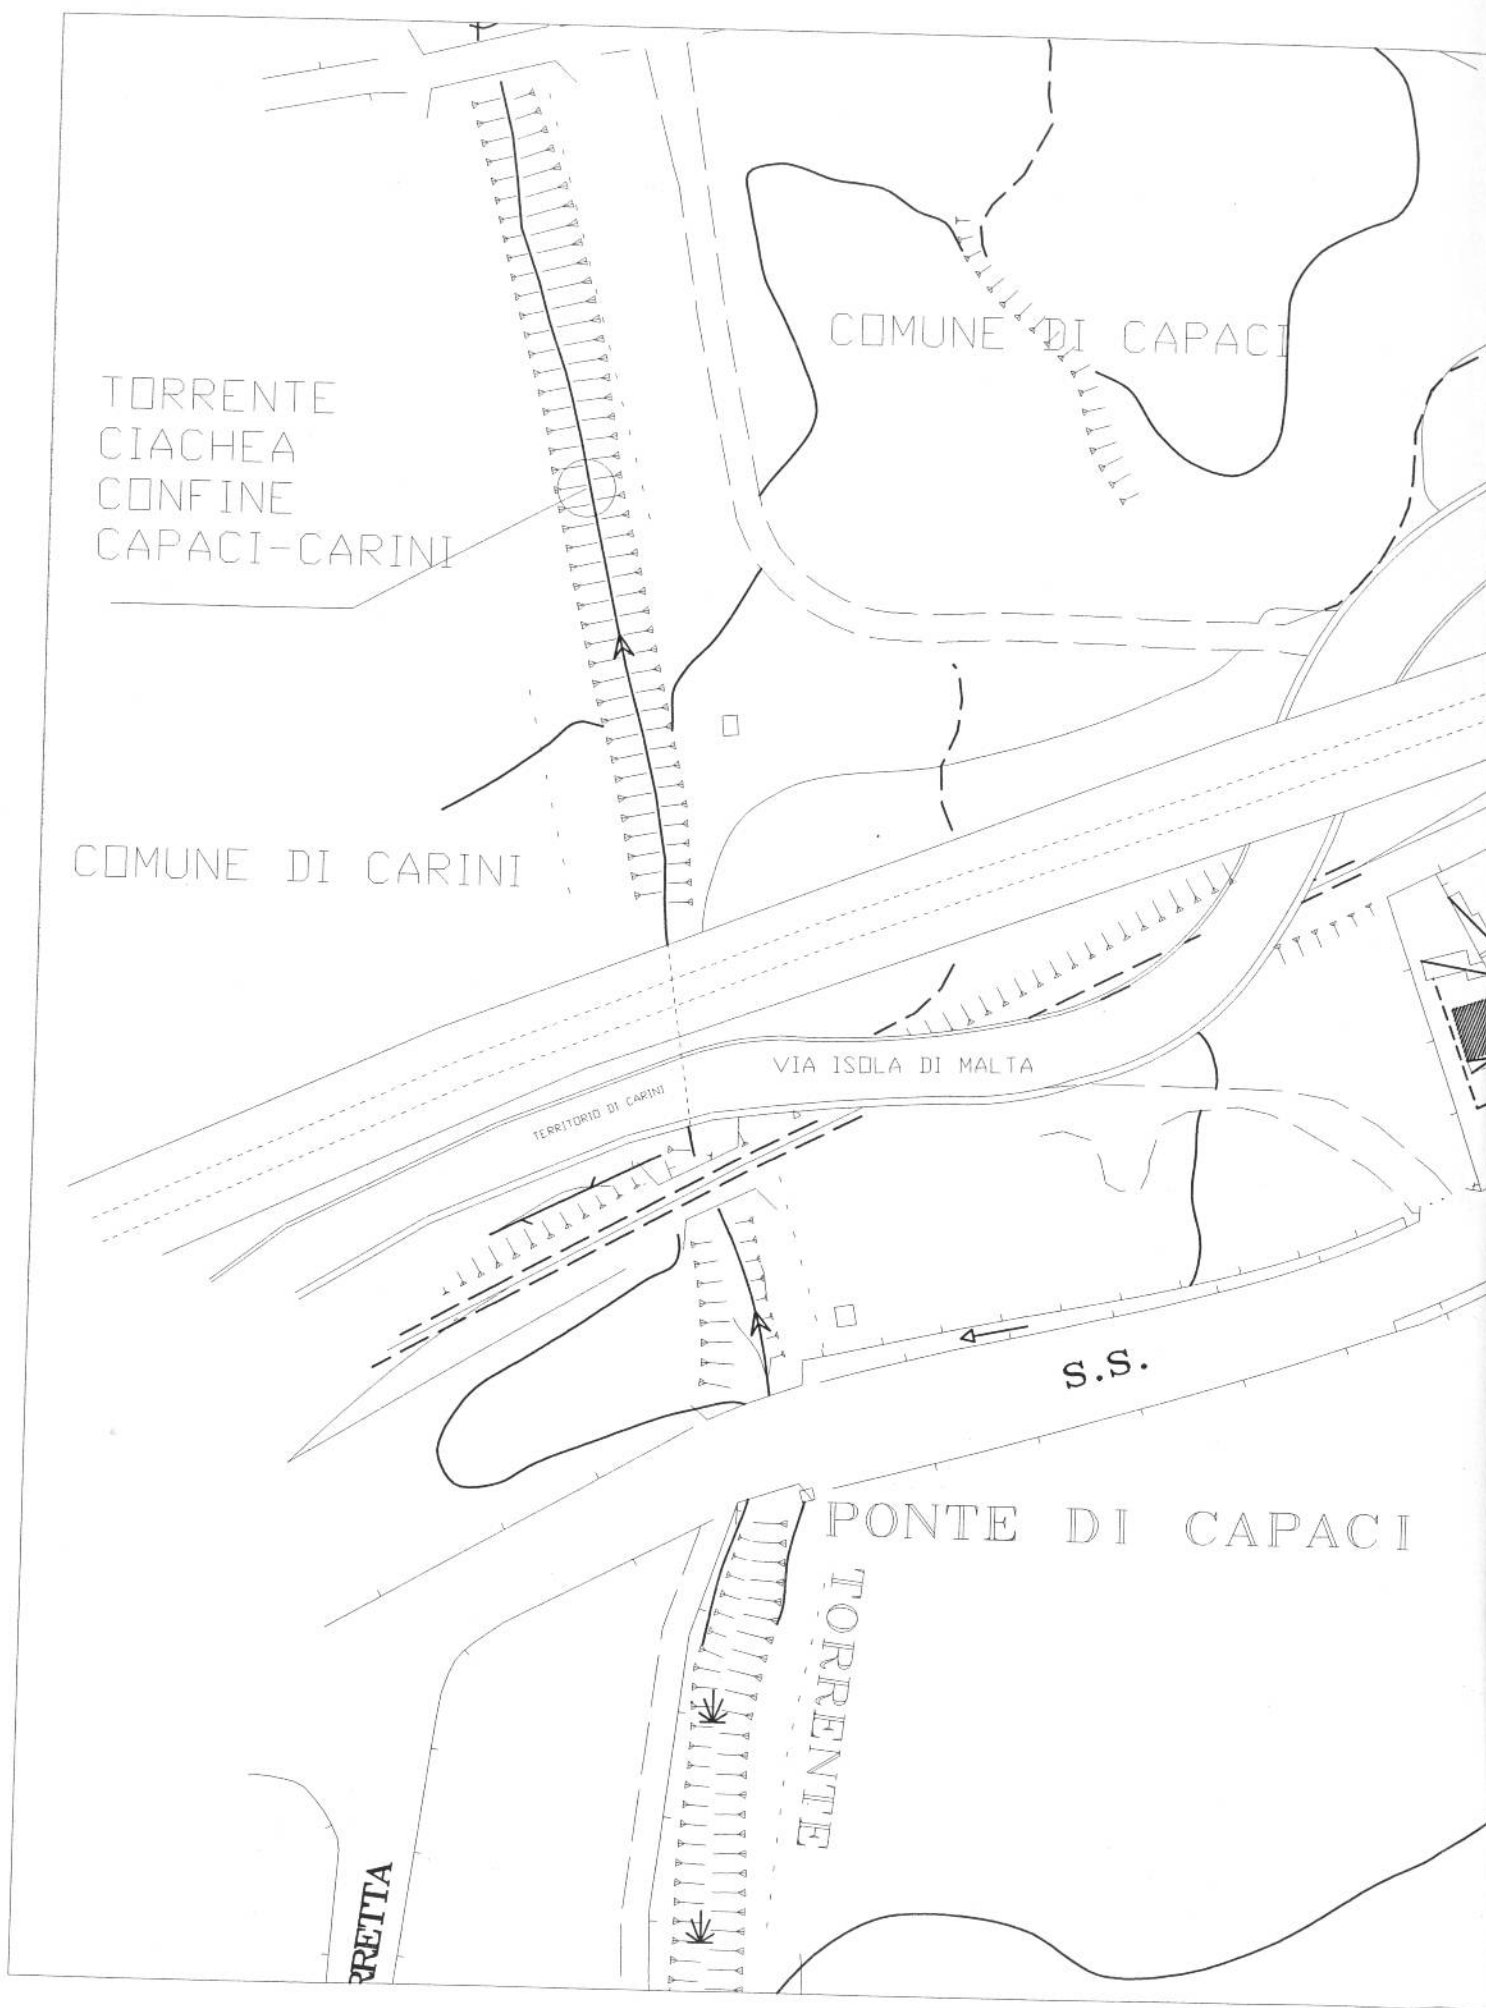 COMUNE DI CAPACI
TORRENTE
CIACHEA
CONFINE
CAPACI-CARINI
COMUNE DI CARINI
VIA ISOLA DI MALTA
TERRITORIO DI CARINI
S.S.
PONTE DI CAPACI
TORRENTE
RRETTA